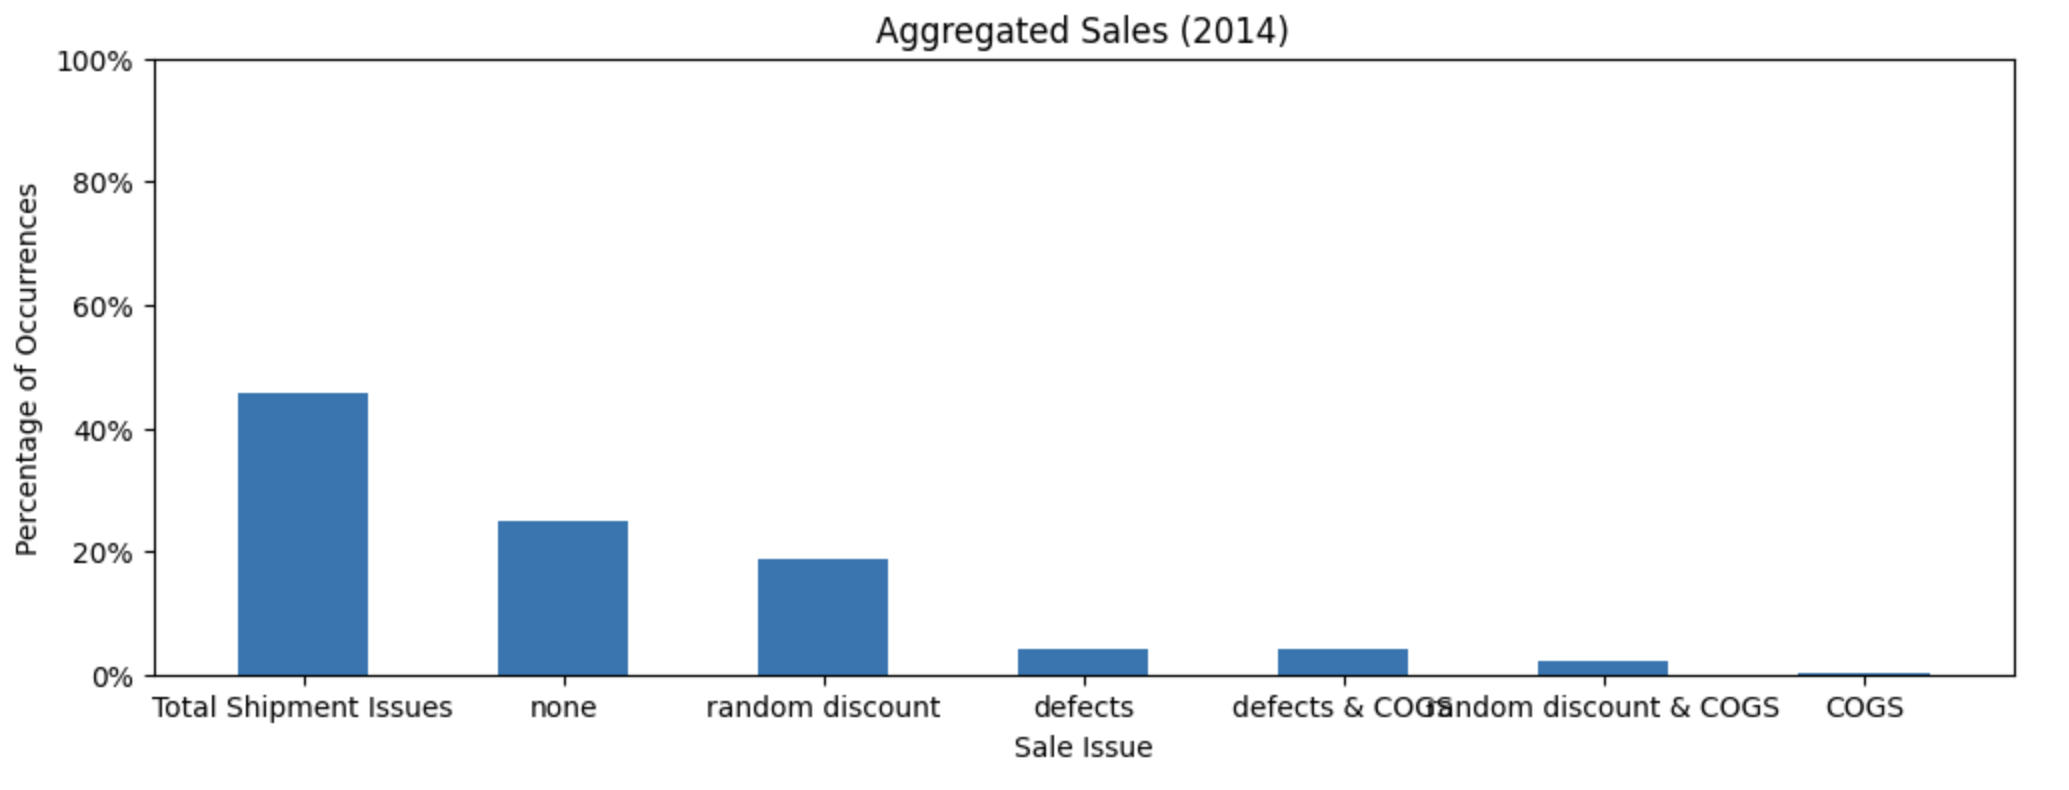 Aggregated Sales (2014)
100%
80%
60%
40%
20%
0%
Percentage of Occurrences
Total Shipment Issues
none
random discount
defects
defects & COGS
random discount & COGS
COGS
Sale Issue